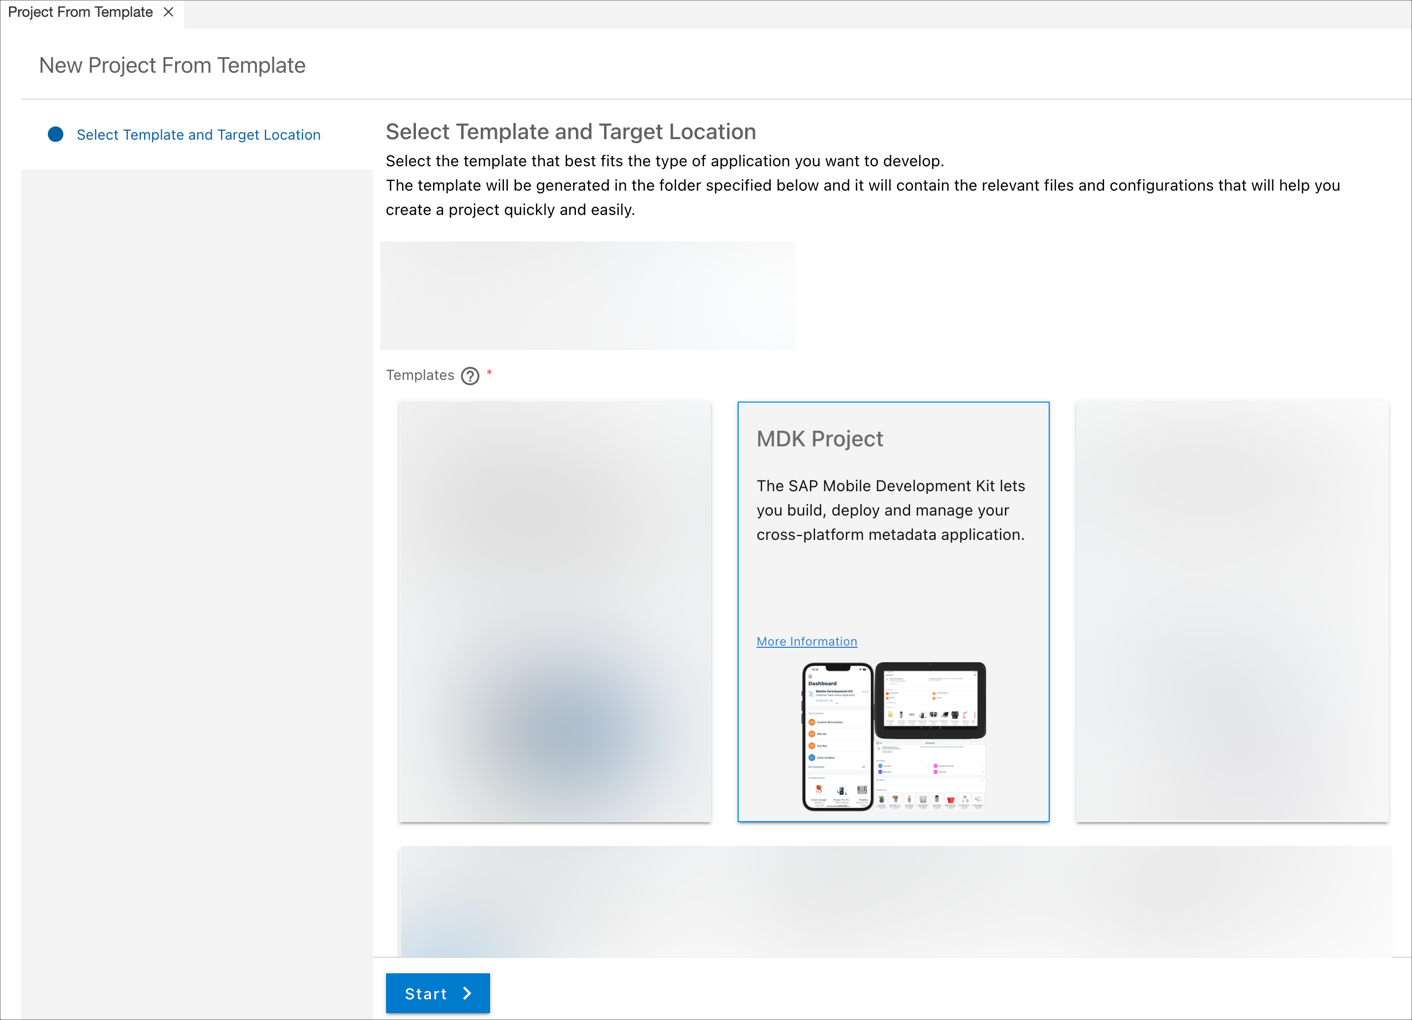 Project From Template
New Project From Template
Select Template and Target Location
Select Template and Target Location
Select the template that best fits the type of application you want to develop.
The template will be generated in the folder specified below and it will contain the relevant files and configurations that will help you
create a project quickly and easily.
Templates ? *
MDK Project
The SAP Mobile Development Kit lets
you build, deploy and manage your
cross-platform metadata application.
More Information
Dashboard
Mobile Development Kit
Start